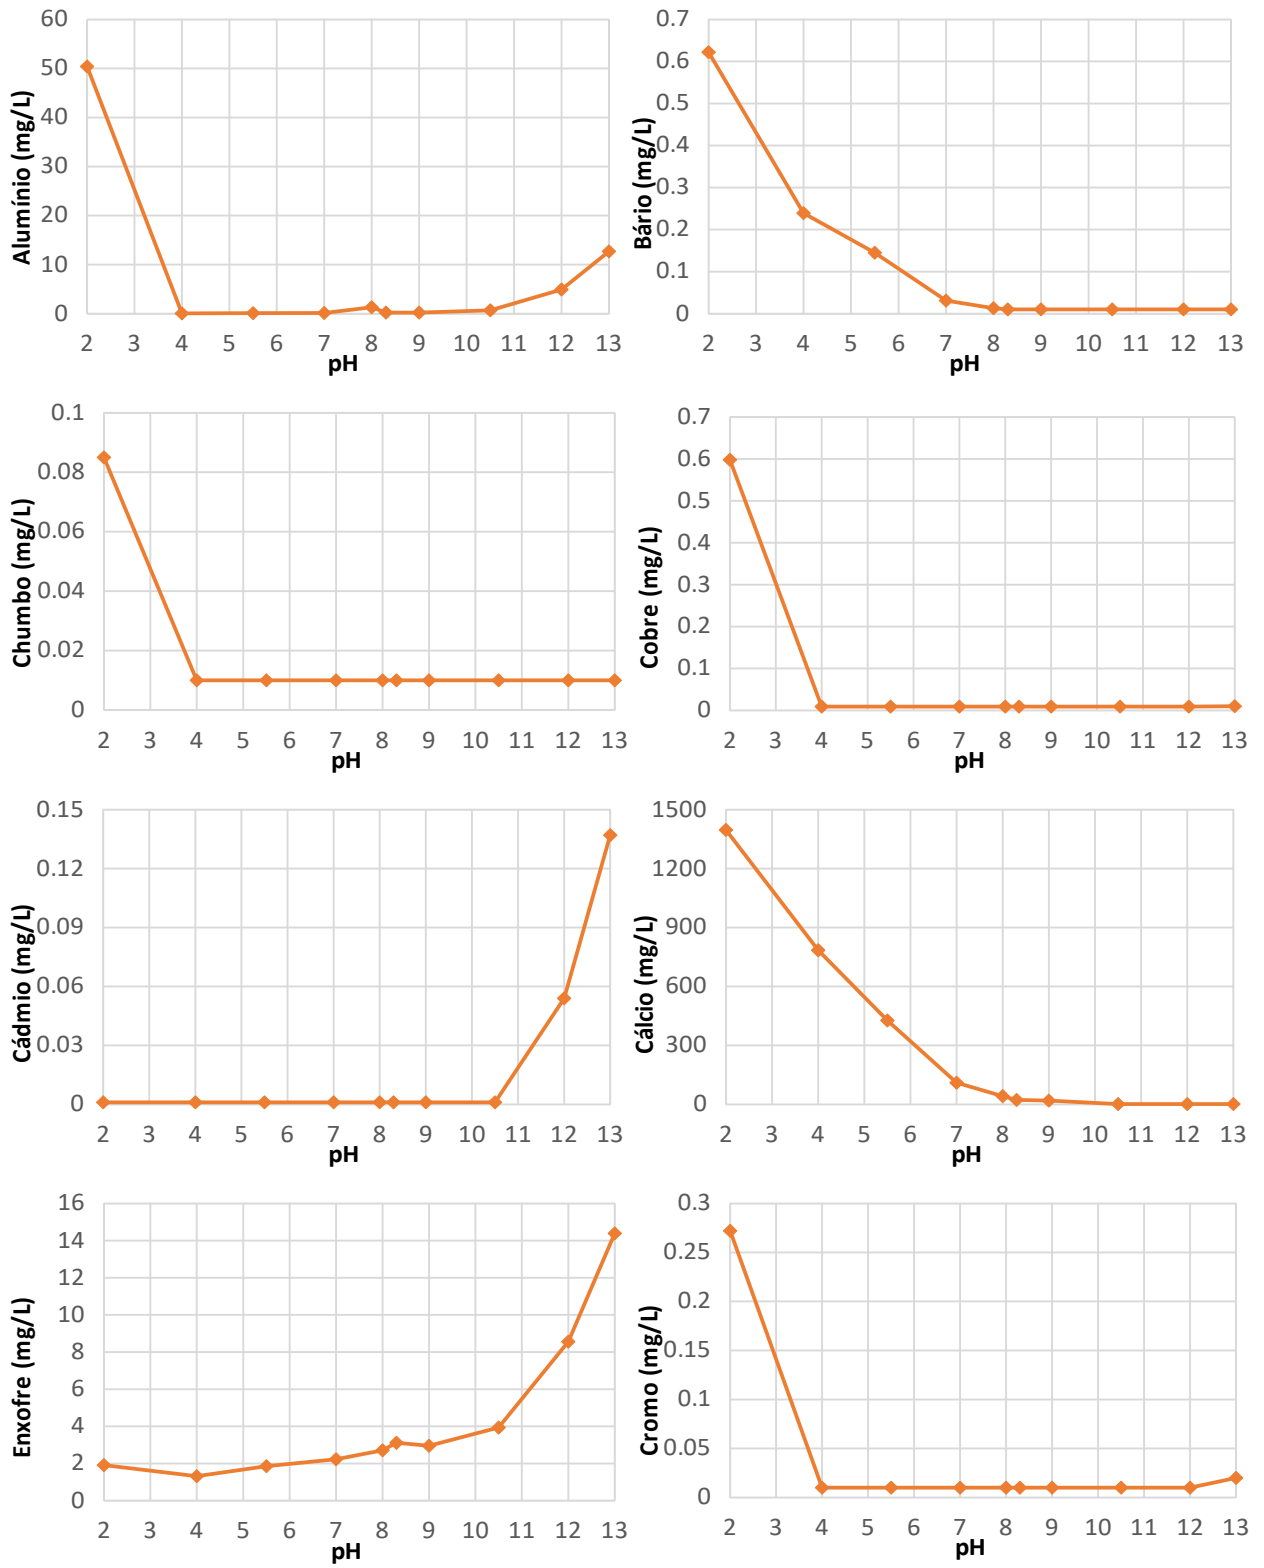 Alumínio (mg/L)
60
50
40
30
20
10
0
2 3 4 5 6 7 8 9 10 11 12 13
pH
Bário (mg/L)
0.7
0.6
0.5
0.4
0.3
0.2
0.1
0
2 3 4 5 6 7 8 9 10 11 12 13
pH
Chumbo (mg/L)
0.1
0.08
0.06
0.04
0.02
0
2 3 4 5 6 7 8 9 10 11 12 13
pH
Cobre (mg/L)
0.7
0.6
0.5
0.4
0.3
0.2
0.1
0
2 3 4 5 6 7 8 9 10 11 12 13
pH
Cádmio (mg/L)
0.15
0.12
0.09
0.06
0.03
0
2 3 4 5 6 7 8 9 10 11 12 13
pH
Cálcio (mg/L)
1500
1200
900
600
300
0
2 3 4 5 6 7 8 9 10 11 12 13
pH
Enxofre (mg/L)
16
14
12
10
8
6
4
2
0
2 3 4 5 6 7 8 9 10 11 12 13
pH
Cromo (mg/L)
0.3
0.25
0.2
0.15
0.1
0.05
0
2 3 4 5 6 7 8 9 10 11 12 13
pH